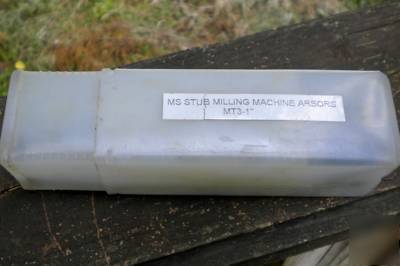 MS STUB MILLING MACHINE ARBORS
MT3-1"